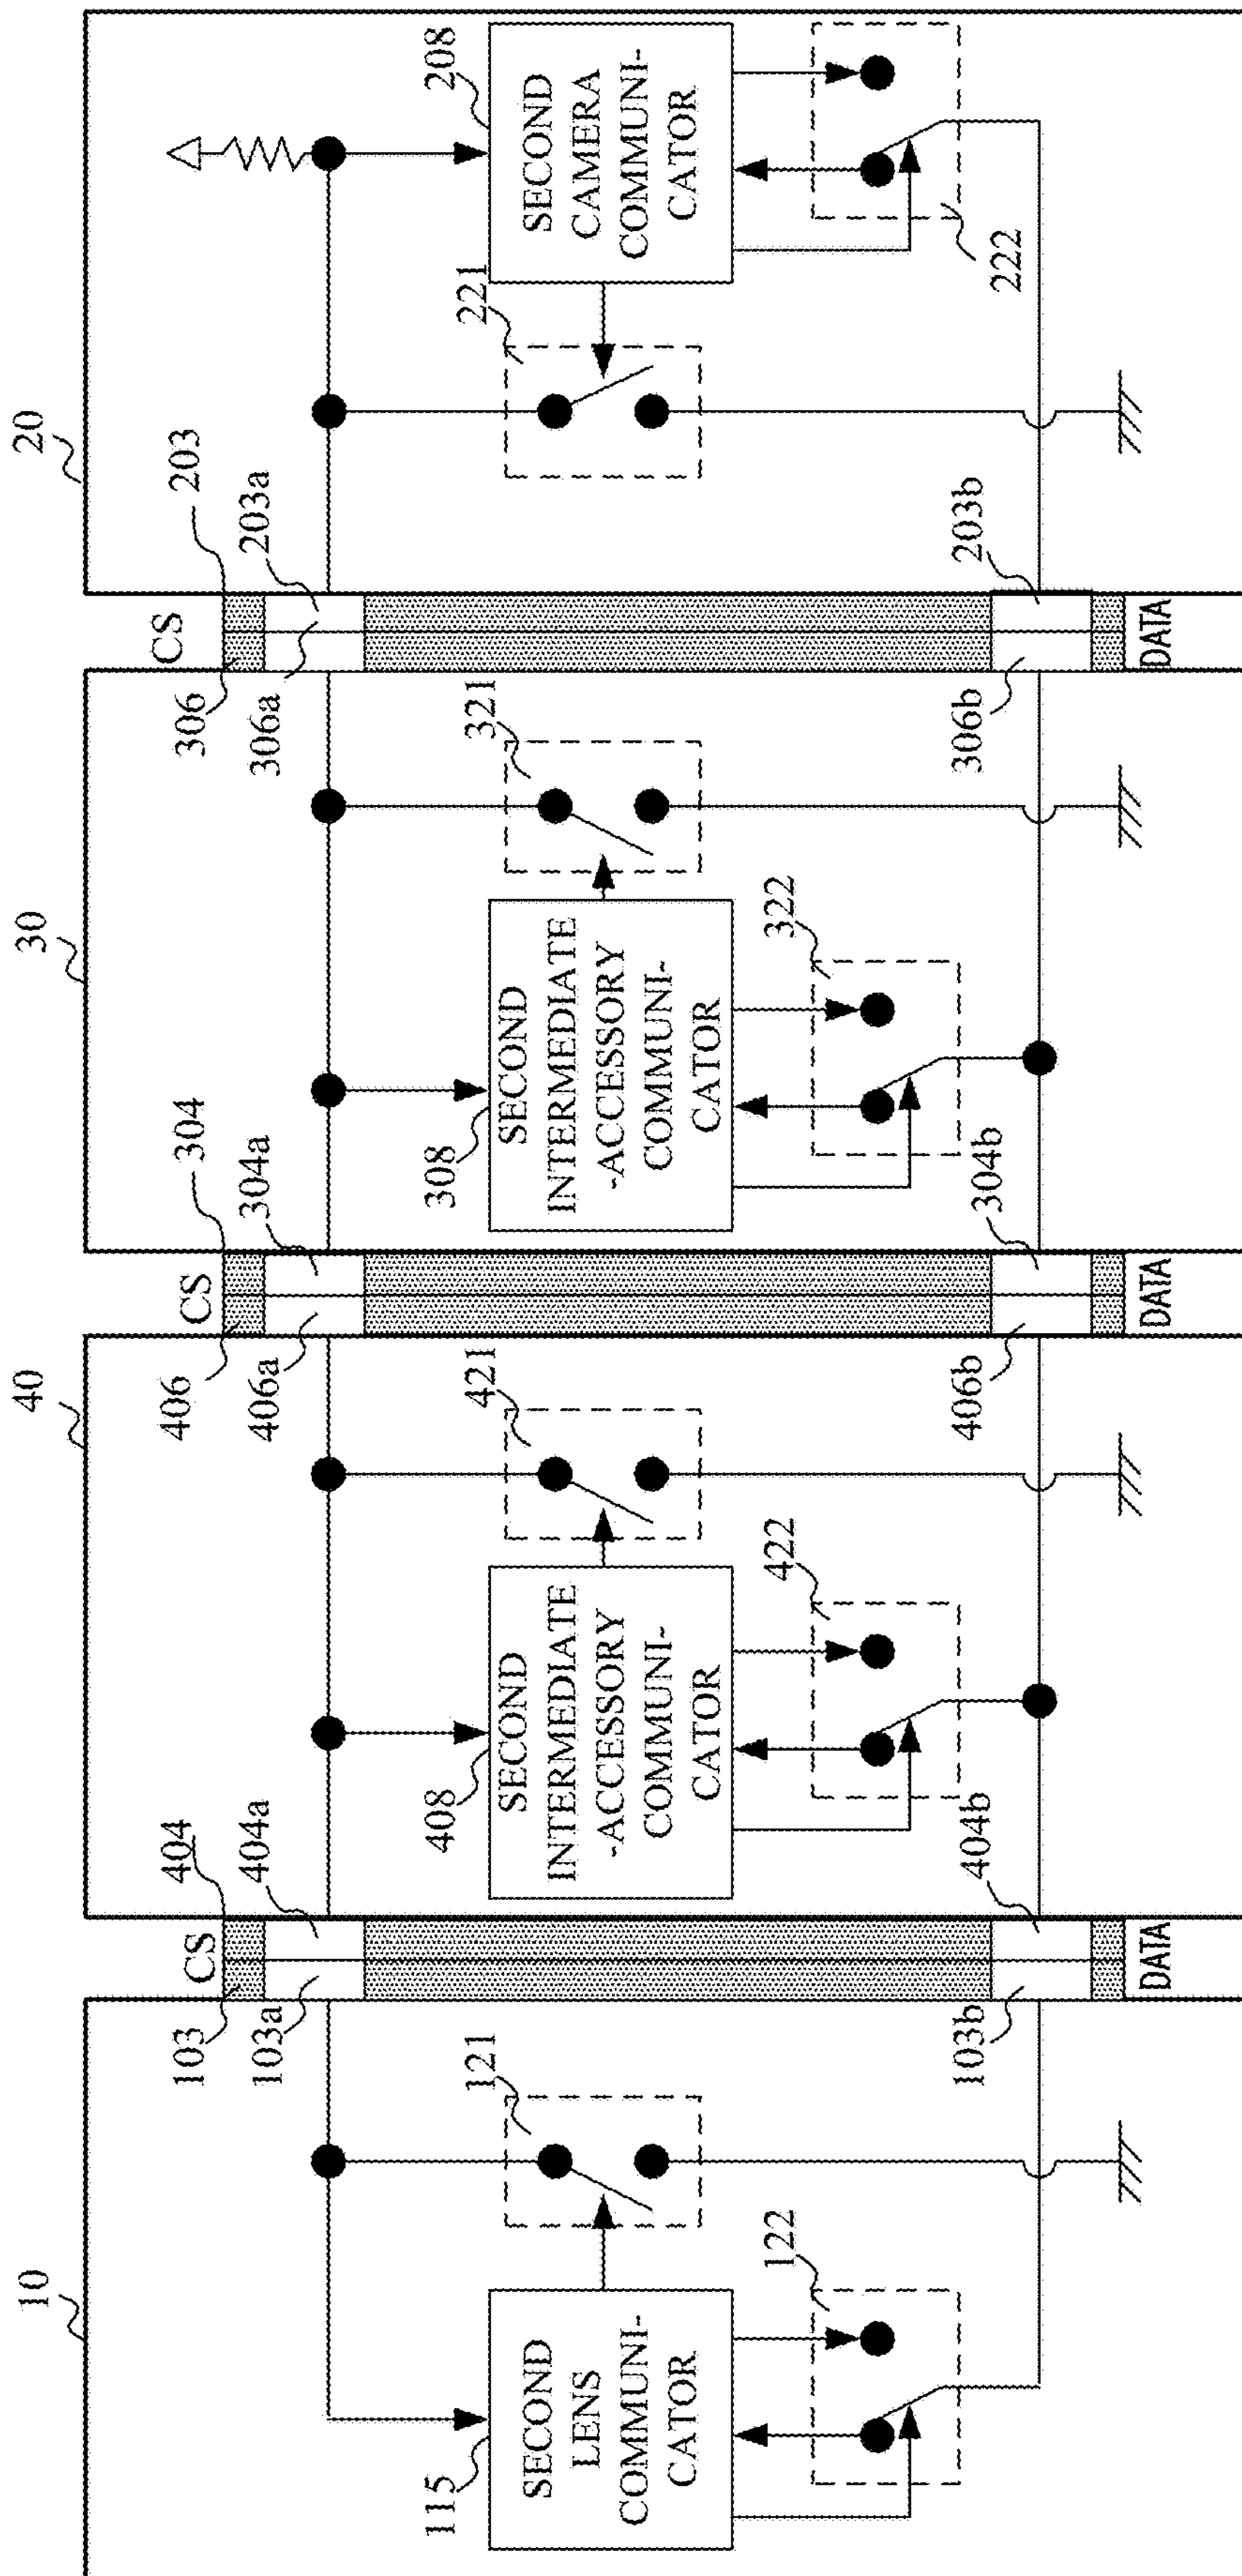 10
40
30
20
CS
CS
CS
103
404
406
304
306
203
103a
404a
406a
304a
306a
203a
121
421
321
221
115
408
308
208
SECOND
LENS
COMMUNI-
CATOR
SECOND
INTERMEDIATE
-ACCESSORY
COMMUNI-
CATOR
SECOND
INTERMEDIATE
-ACCESSORY
COMMUNI-
CATOR
SECOND
CAMERA
COMMUNI-
CATOR
122
422
322
222
103b
404b
406b
304b
306b
203b
DATA
DATA
DATA